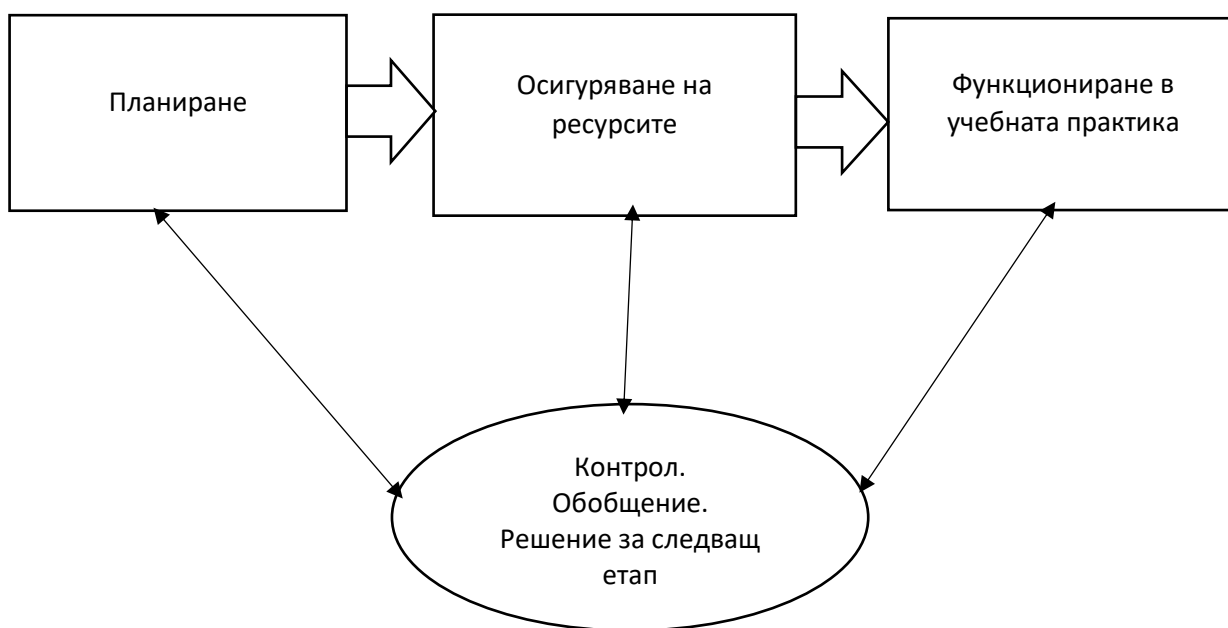 Планиране
Осигуряване на
ресурсите
Функциониране в
учебната практика
Контрол.
Обобщение.
Решение за следващ
етап